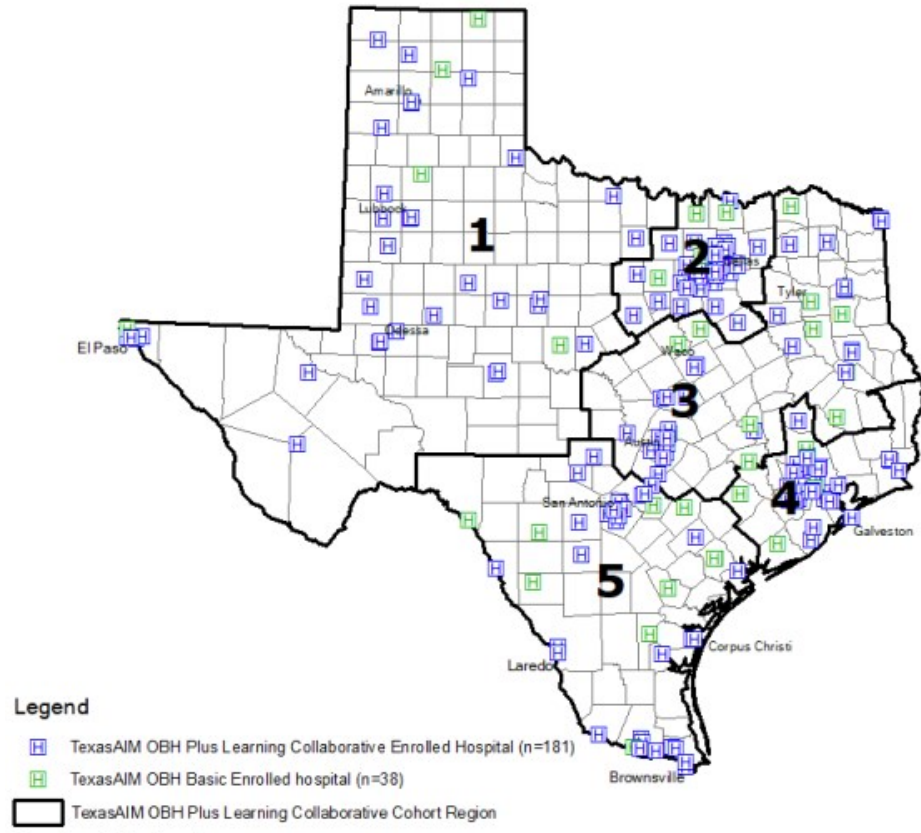 Amarillo
Lubbock
1
2
Dallas
Tyler
Odessa
El Paso
Waco
3
Austin
San Antonio
4
Galveston
5
Corpus Christi
Laredo
Legend
H TexasAIM OBH Plus Learning Collaborative Enrolled Hospital (n=181)
H TexasAIM OBH Basic Enrolled hospital (n=38)
TexasAIM OBH Plus Learning Collaborative Cohort Region
Brownsville